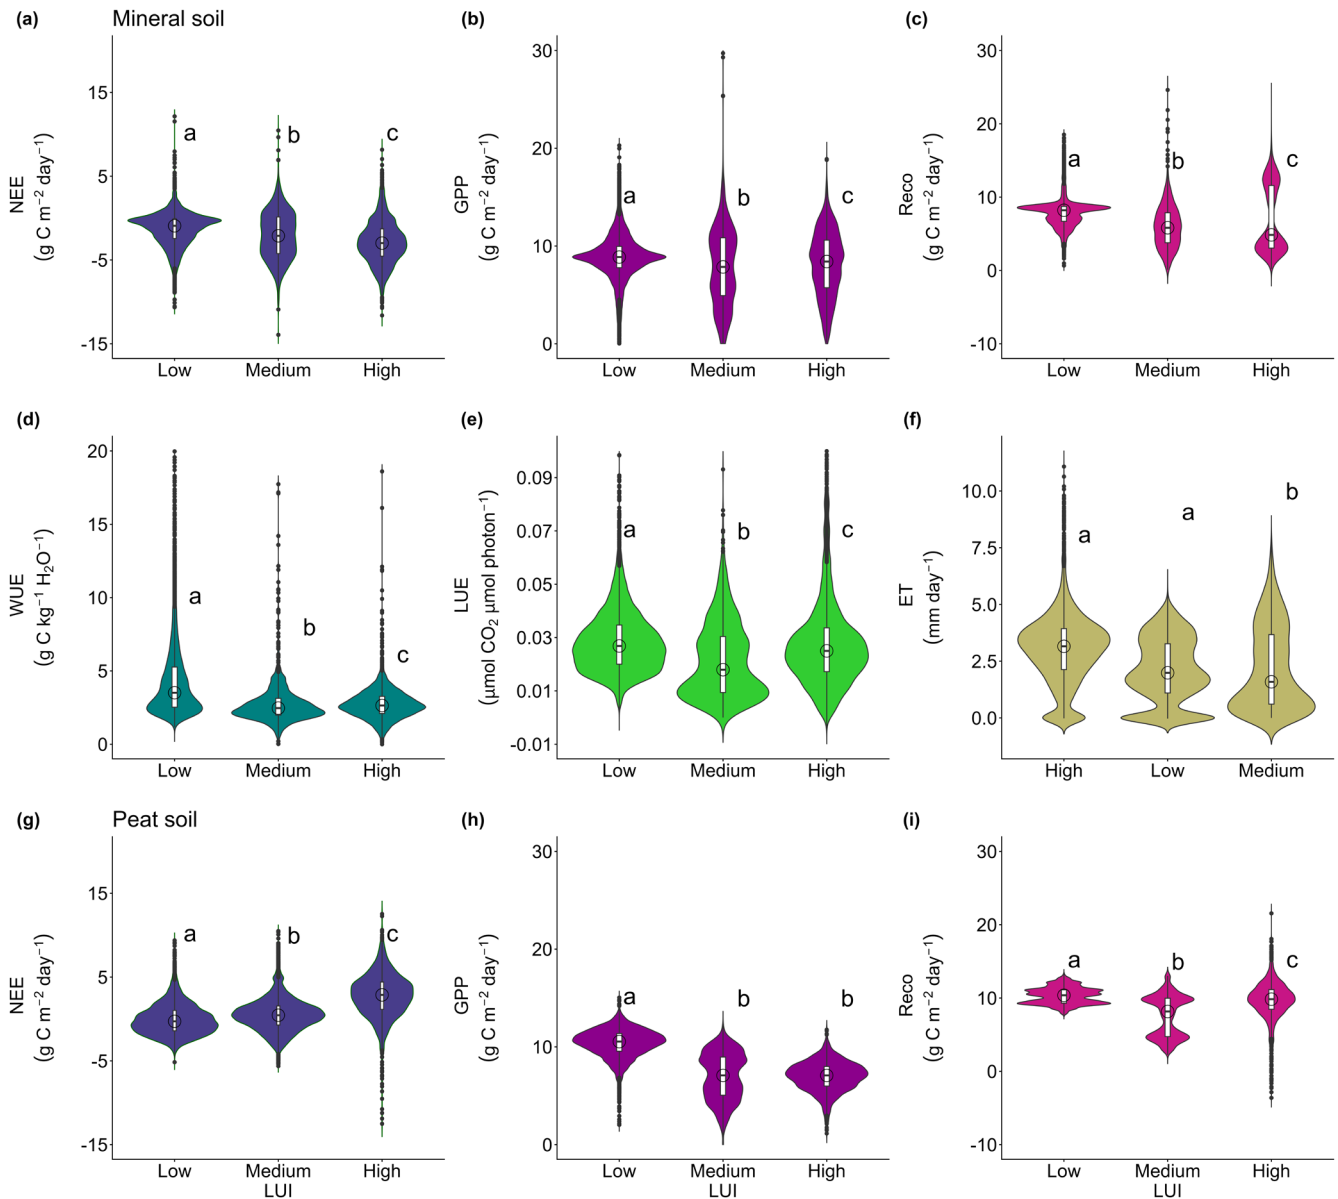 (a) Mineral soil
NEE
(g C m⁻² day⁻¹)
15
5
-5
-15
a b c
Low Medium High
(b)
GPP
(g C m⁻² day⁻¹)
30
20
10
0
a b c
Low Medium High
(c)
Reco
(g C m⁻² day⁻¹)
30
20
10
0
-10
a b c
Low Medium High
(d)
WUE
(g C kg⁻¹ H₂O⁻¹)
20
15
10
5
0
a b c
Low Medium High
(e)
LUE
(μmol CO₂ μmol photon⁻¹)
0.09
0.07
0.05
0.03
0.01
-0.01
a b c
Low Medium High
(f)
ET
(mm day⁻¹)
10.0
7.5
5.0
2.5
0.0
a a b
High Low Medium
(g) Peat soil
NEE
(g C m⁻² day⁻¹)
15
5
-5
-15
a b c
Low Medium High
LUI
(h)
GPP
(g C m⁻² day⁻¹)
30
20
10
0
a b b
Low Medium High
LUI
(i)
Reco
(g C m⁻² day⁻¹)
30
20
10
0
-10
a b c
Low Medium High
LUI